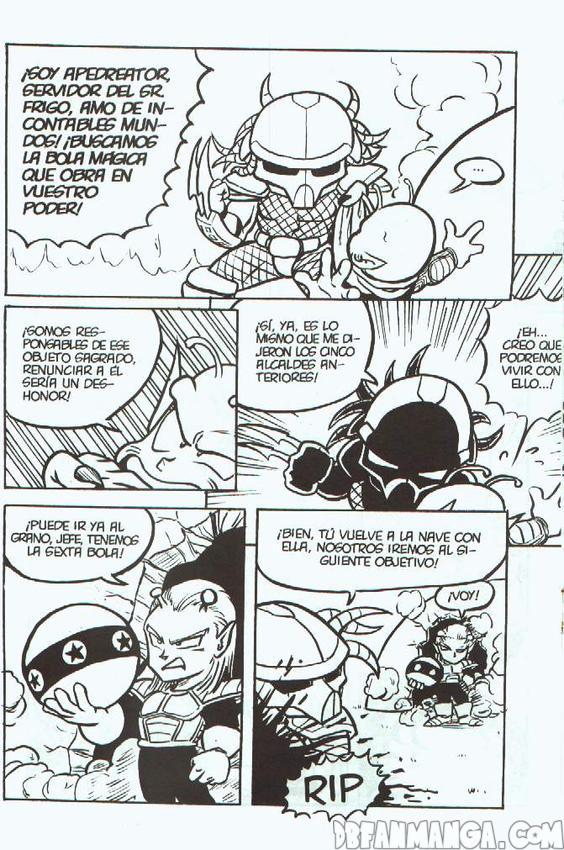 ¡SOY APEDREATOR,
SERVIDOR DEL SR.
FRIGO, AMO DE IN-
CONTABLES MUN-
DOS! ¡BUSCAMOS
LA BOLA MÁGICA
QUE OBRA EN
VUESTRO
PODER!
...
¡SONOS RES-
PONSABLES DE ESE
OBJETO SAGRADO,
RENUNCIAR A ÉL
SERÍA UN DES-
HONOR!
¡SÍ, YA, ES LO
MISMO QUE ME DI-
JERON LOS CINCO
ALCALDES AN-
TERIORES!
¡EH...
CREO QUE
PODREMOS
VIVIR CON
ELLO...!
¡PUEDE IR YA AL
GRANO, JEFE, TENEMOS
LA SEXTA BOLA!
¡BIEN, TÚ VUELVE A LA NAVE CON
ELLA, NOSOTROS IREMOS AL SI-
GUIENTE OBJETIVO!
¡VOY!
RIP
DBFANMANGA.COM